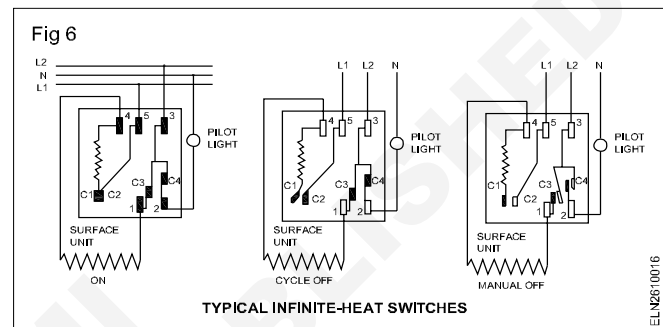 Fig 6
L2
N
L1
4 5 3
PILOT
LIGHT
C1 C2 C3 C4
1 2
SURFACE
UNIT
ON
L1 L2 N
4 5 3
PILOT
LIGHT
C1 C2 C3 C4
1 2
SURFACE
UNIT
CYCLE OFF
L1 L2 N
4 5 3
PILOT
LIGHT
C1 C2 C3 C4
1 2
SURFACE
UNIT
MANUAL OFF
TYPICAL INFINITE-HEAT SWITCHES
ELN2610016